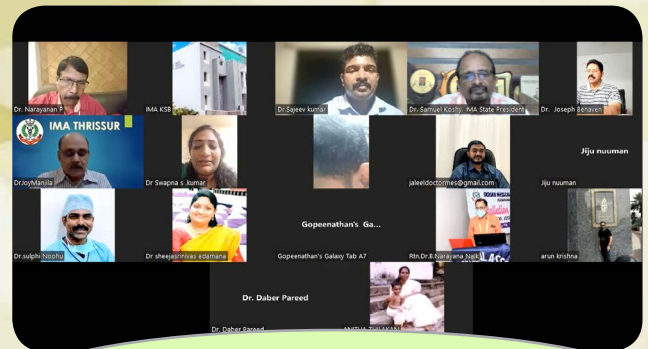 Dr. Narayanan P
IMA KSB
Dr.Sajeev kumar
Dr. Samuel Koshy, IMA State President
Dr. Joseph Benaven
IMA THRISSUR
DrJoyManjila
Dr Swapna s .kumar
jaleeldoctormes@gmail.com
Jiju nuuman
Jiju nuuman
Dr.sulphi Noohu
Dr sheejasrinivas edamana
Gopeenathan's Ga...
Gopeenathan's Galaxy Tab A7
Rtn.Dr.B.Narayana Naik
arun krishna
Dr. Daber Pareed
Dr. Daber Pareed
ANITHA THILAKAN